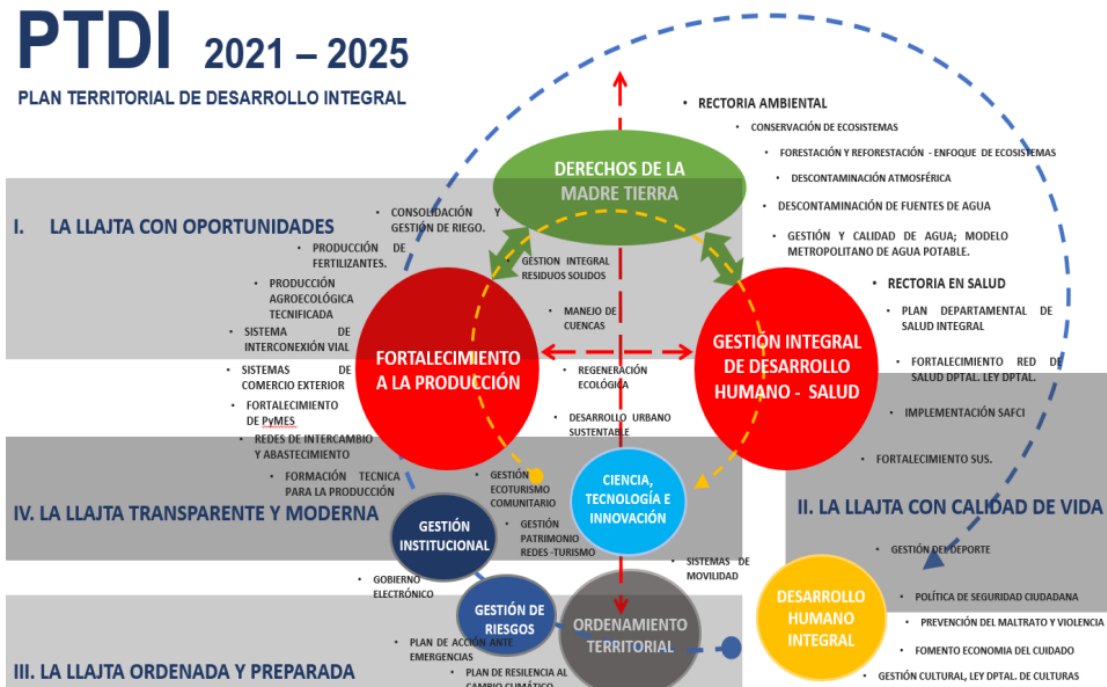 PTDI 2021 – 2025
PLAN TERRITORIAL DE DESARROLLO INTEGRAL
• RECTORIA AMBIENTAL
• CONSERVACIÓN DE ECOSISTEMAS
• FORESTACIÓN Y REFORESTACIÓN - ENFOQUE DE ECOSISTEMAS
• DESCONTAMINACIÓN ATMOSFÉRICA
• DESCONTAMINACIÓN DE FUENTES DE AGUA
• GESTIÓN Y CALIDAD DE AGUA; MODELO
METROPOLITANO DE AGUA POTABLE.
DERECHOS DE LA
MADRE TIERRA
I. LA LLAJTA CON OPORTUNIDADES
• CONSOLIDACIÓN Y
GESTIÓN DE RIEGO.
• PRODUCCIÓN DE
FERTILIZANTES.
• PRODUCCIÓN
AGROECOLÓGICA
TECNIFICADA
• SISTEMA DE
INTERCONEXIÓN VIAL
• SISTEMAS DE
COMERCIO EXTERIOR
• FORTALECIMIENTO
DE PyMES
• REDES DE INTERCAMBIO
Y ABASTECIMIENTO
• FORMACIÓN TECNICA
PARA LA PRODUCCIÓN
FORTALECIMIENTO
A LA PRODUCCIÓN
• GESTION INTEGRAL
RESIDUOS SOLIDOS
• MANEJO DE
CUENCAS
• REGENERACIÓN
ECOLÓGICA
• DESARROLLO URBANO
SUSTENTABLE
GESTIÓN INTEGRAL
DE DESARROLLO
HUMANO - SALUD
• RECTORIA EN SALUD
• PLAN DEPARTAMENTAL DE
SALUD INTEGRAL
• FORTALECIMIENTO RED DE
SALUD DPTAL. LEY DPTAL.
• IMPLEMENTACIÓN SAFCI
• FORTALECIMIENTO SUS.
IV. LA LLAJTA TRANSPARENTE Y MODERNA
GESTIÓN
INSTITUCIONAL
• GESTIÓN
ECOTURISMO
COMUNITARIO
• GESTIÓN
PATRIMONIO
REDES -TURISMO
CIENCIA,
TECNOLOGÍA E
INNOVACIÓN
II. LA LLAJTA CON CALIDAD DE VIDA
• GESTIÓN DEL DEPORTE
• POLÍTICA DE SEGURIDAD CIUDADANA
• PREVENCIÓN DEL MALTRATO Y VIOLENCIA
• FOMENTO ECONOMIA DEL CUIDADO
• GESTIÓN CULTURAL, LEY DPTAL. DE CULTURAS
DESARROLLO
HUMANO
INTEGRAL
• SISTEMAS DE
MOVILIDAD
• GOBIERNO
ELECTRÓNICO
GESTIÓN DE
RIESGOS
ORDENAMIENTO
TERRITORIAL
III. LA LLAJTA ORDENADA Y PREPARADA
• PLAN DE ACCIÓN ANTE
EMERGENCIAS
• PLAN DE RESILENCIA AL
CAMBIO CLIMÁTICO